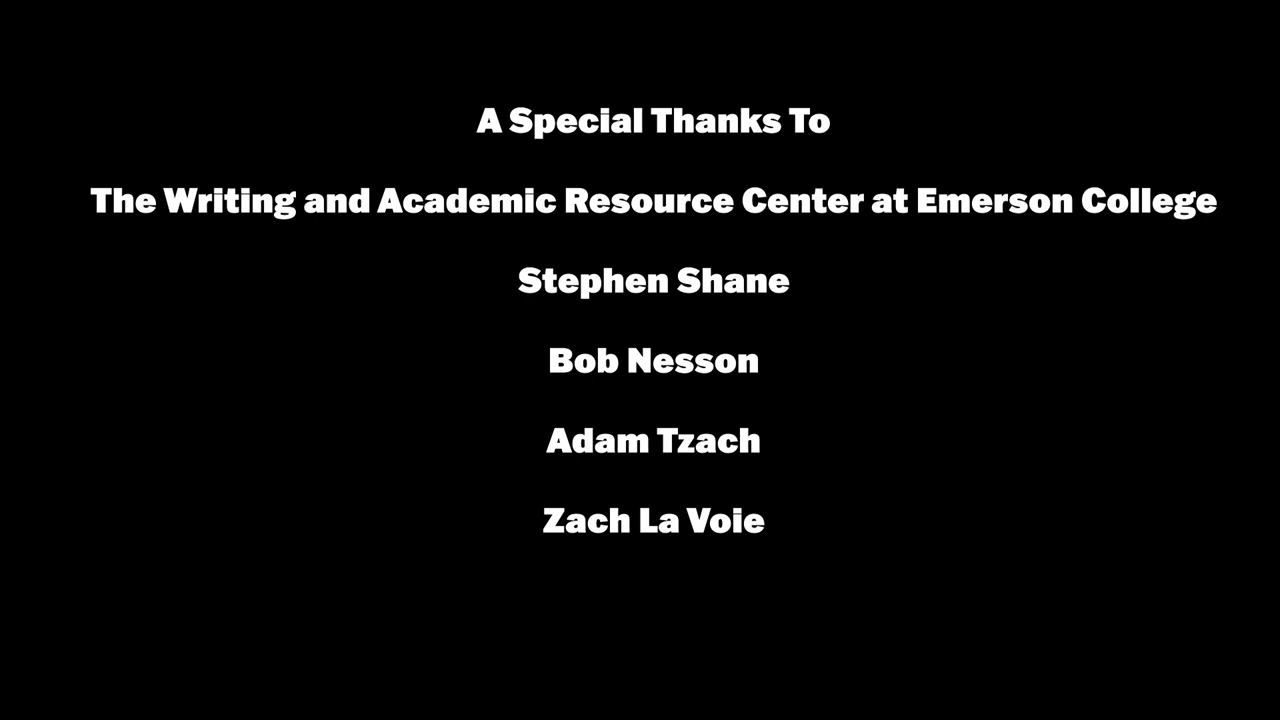 A Special Thanks To
The Writing and Academic Resource Center at Emerson College
Stephen Shane
Bob Nesson
Adam Tzach
Zach La Voie